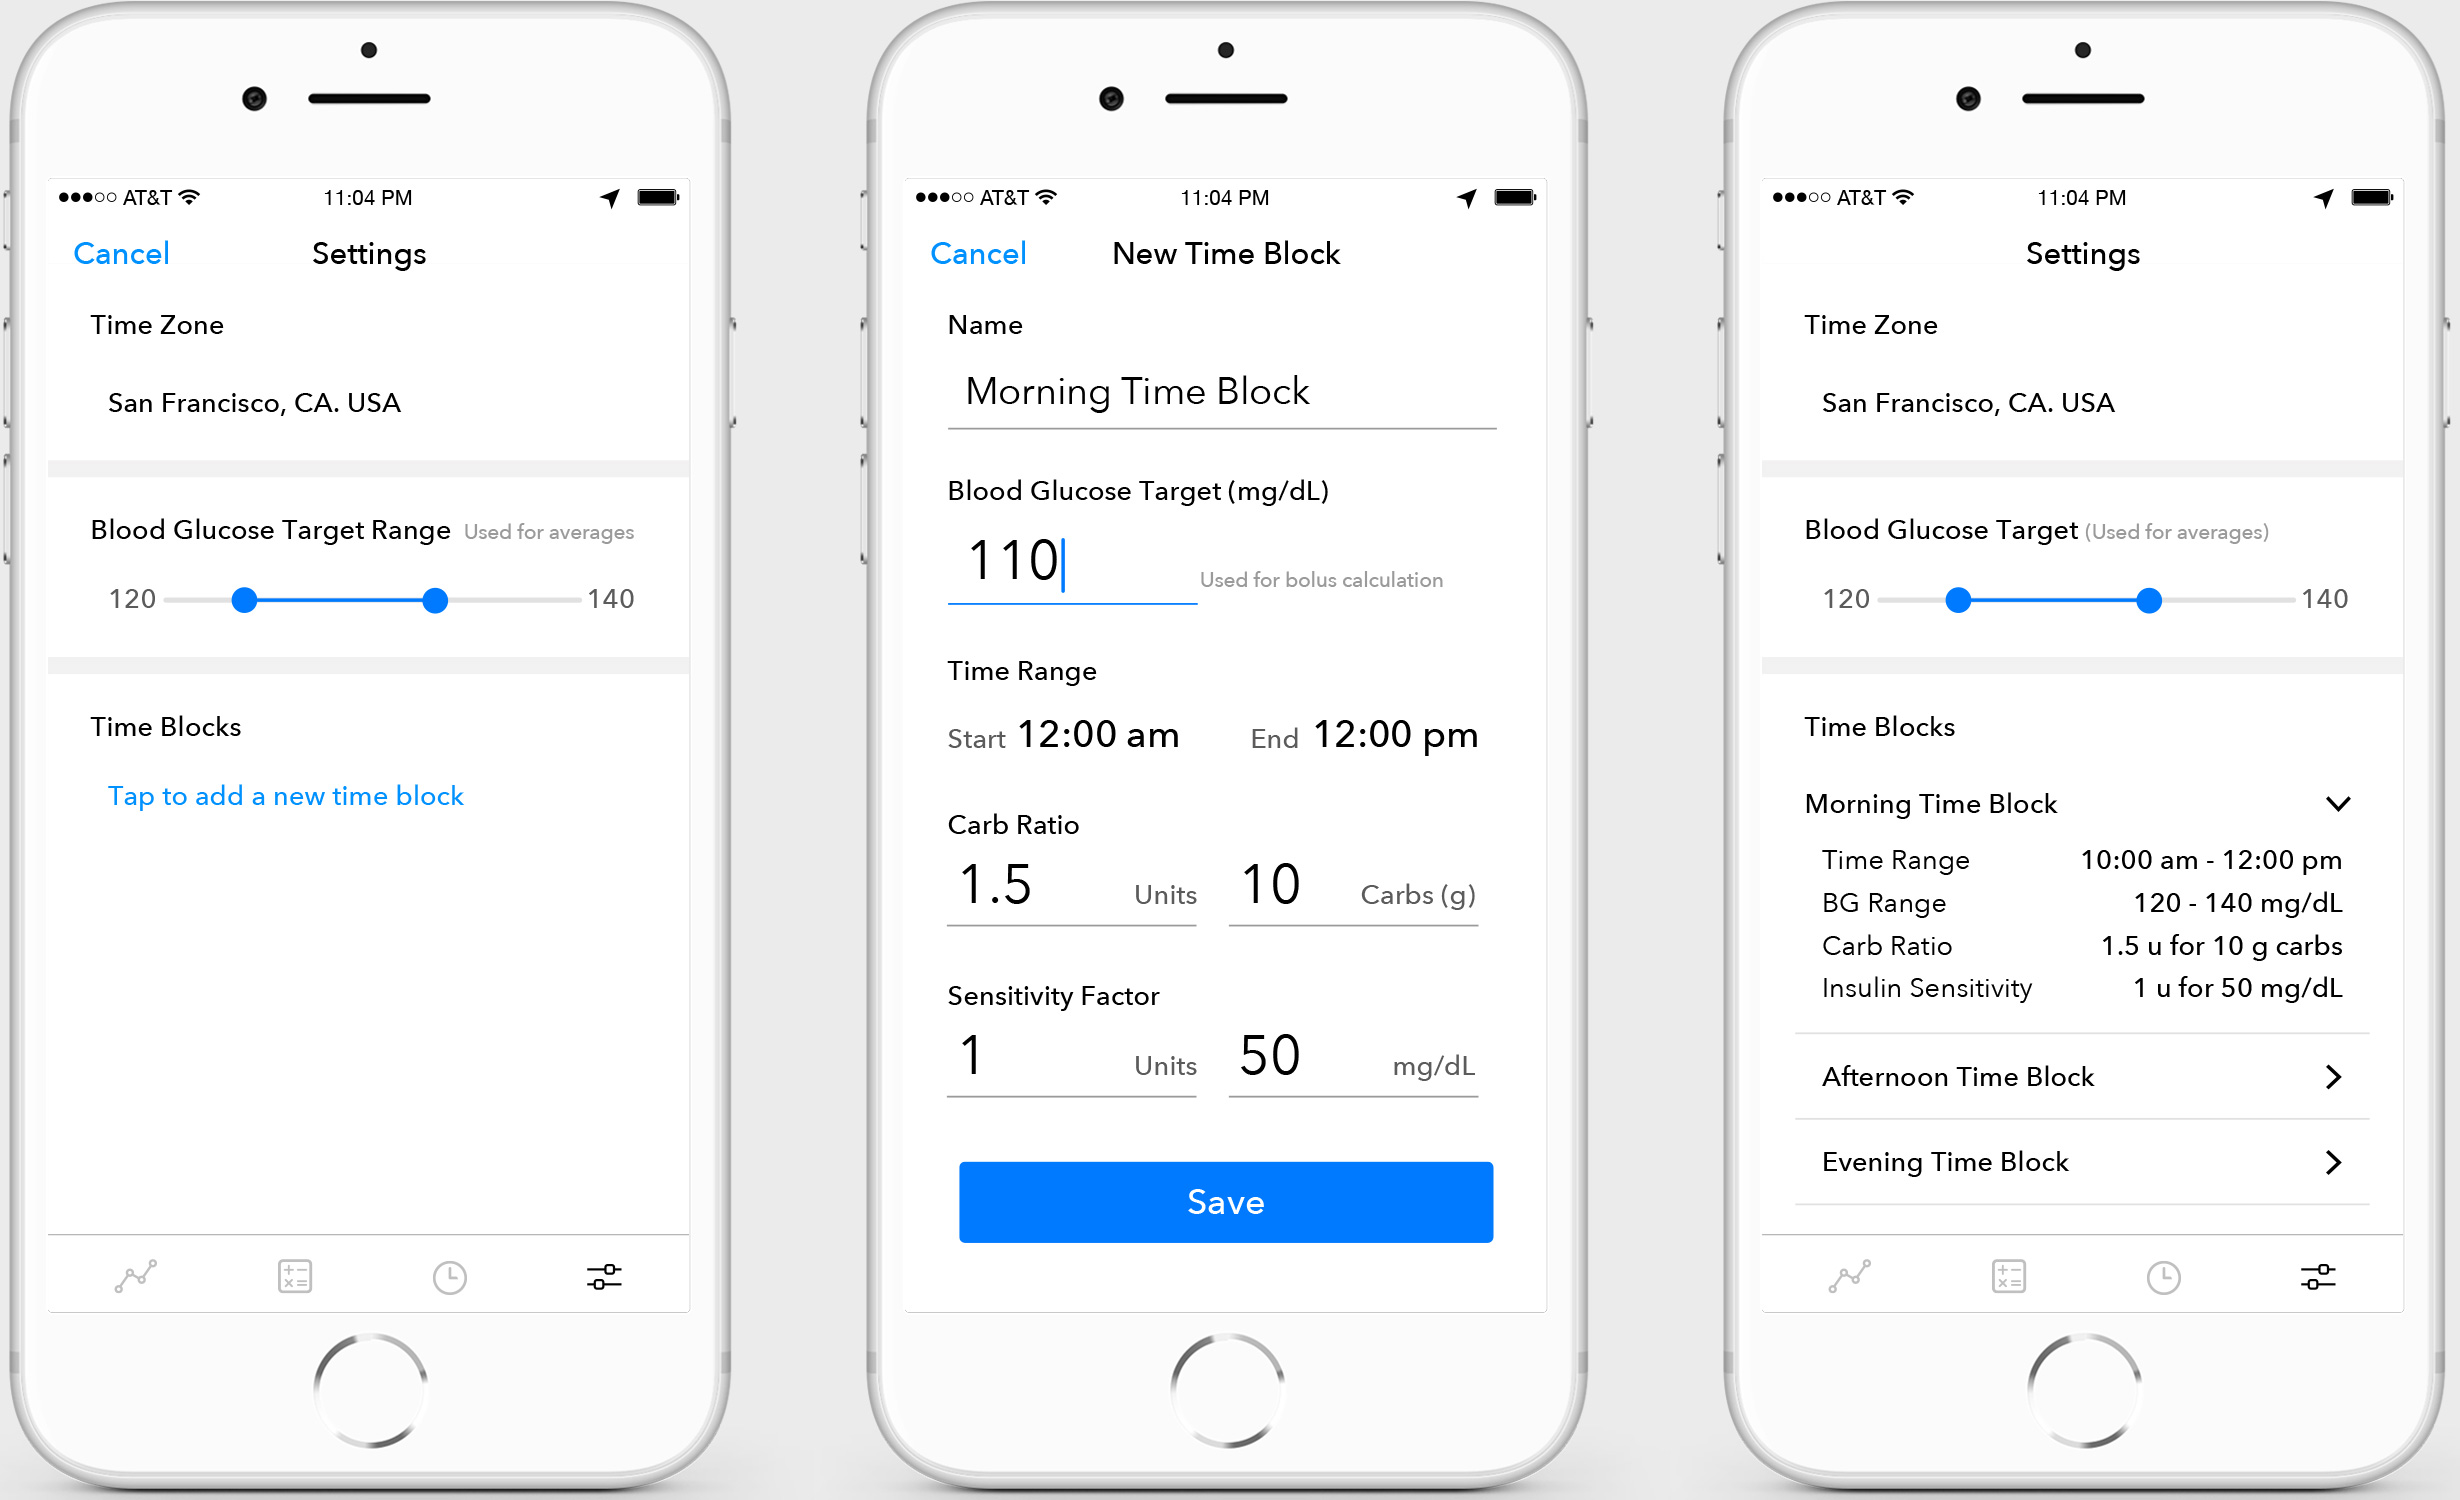 AT&T 11:04 PM
Cancel Settings
Time Zone
San Francisco, CA. USA
Blood Glucose Target Range Used for averages
120 140
Time Blocks
Tap to add a new time block
AT&T 11:04 PM
Cancel New Time Block
Name
Morning Time Block
Blood Glucose Target (mg/dL)
110 Used for bolus calculation
Time Range
Start 12:00 am End 12:00 pm
Carb Ratio
1.5 Units 10 Carbs (g)
Sensitivity Factor
1 Units 50 mg/dL
Save
AT&T 11:04 PM
Settings
Time Zone
San Francisco, CA. USA
Blood Glucose Target (Used for averages)
120 140
Time Blocks
Morning Time Block
Time Range 10:00 am - 12:00 pm
BG Range 120 - 140 mg/dL
Carb Ratio 1.5 u for 10 g carbs
Insulin Sensitivity 1 u for 50 mg/dL
Afternoon Time Block
Evening Time Block